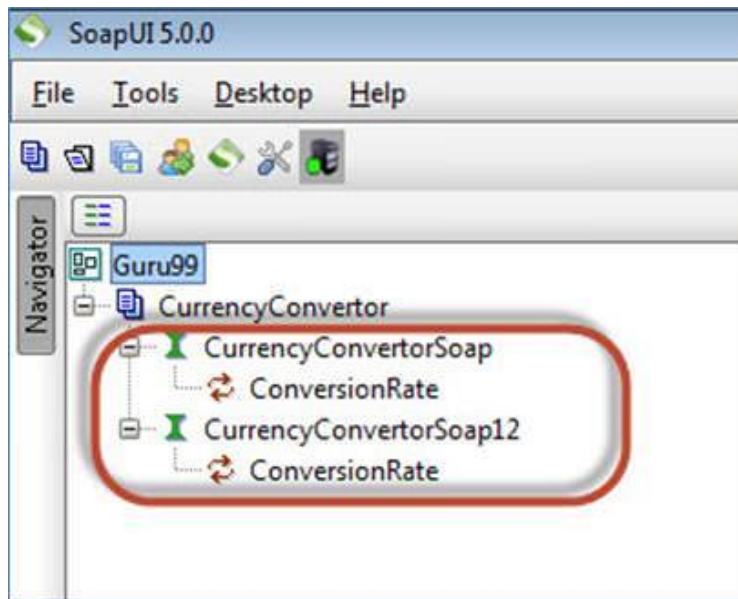 SoapUI 5.0.0
File Tools Desktop Help
Navigator
Guru99
CurrencyConvertor
CurrencyConvertorSoap
ConversionRate
CurrencyConvertorSoap12
ConversionRate